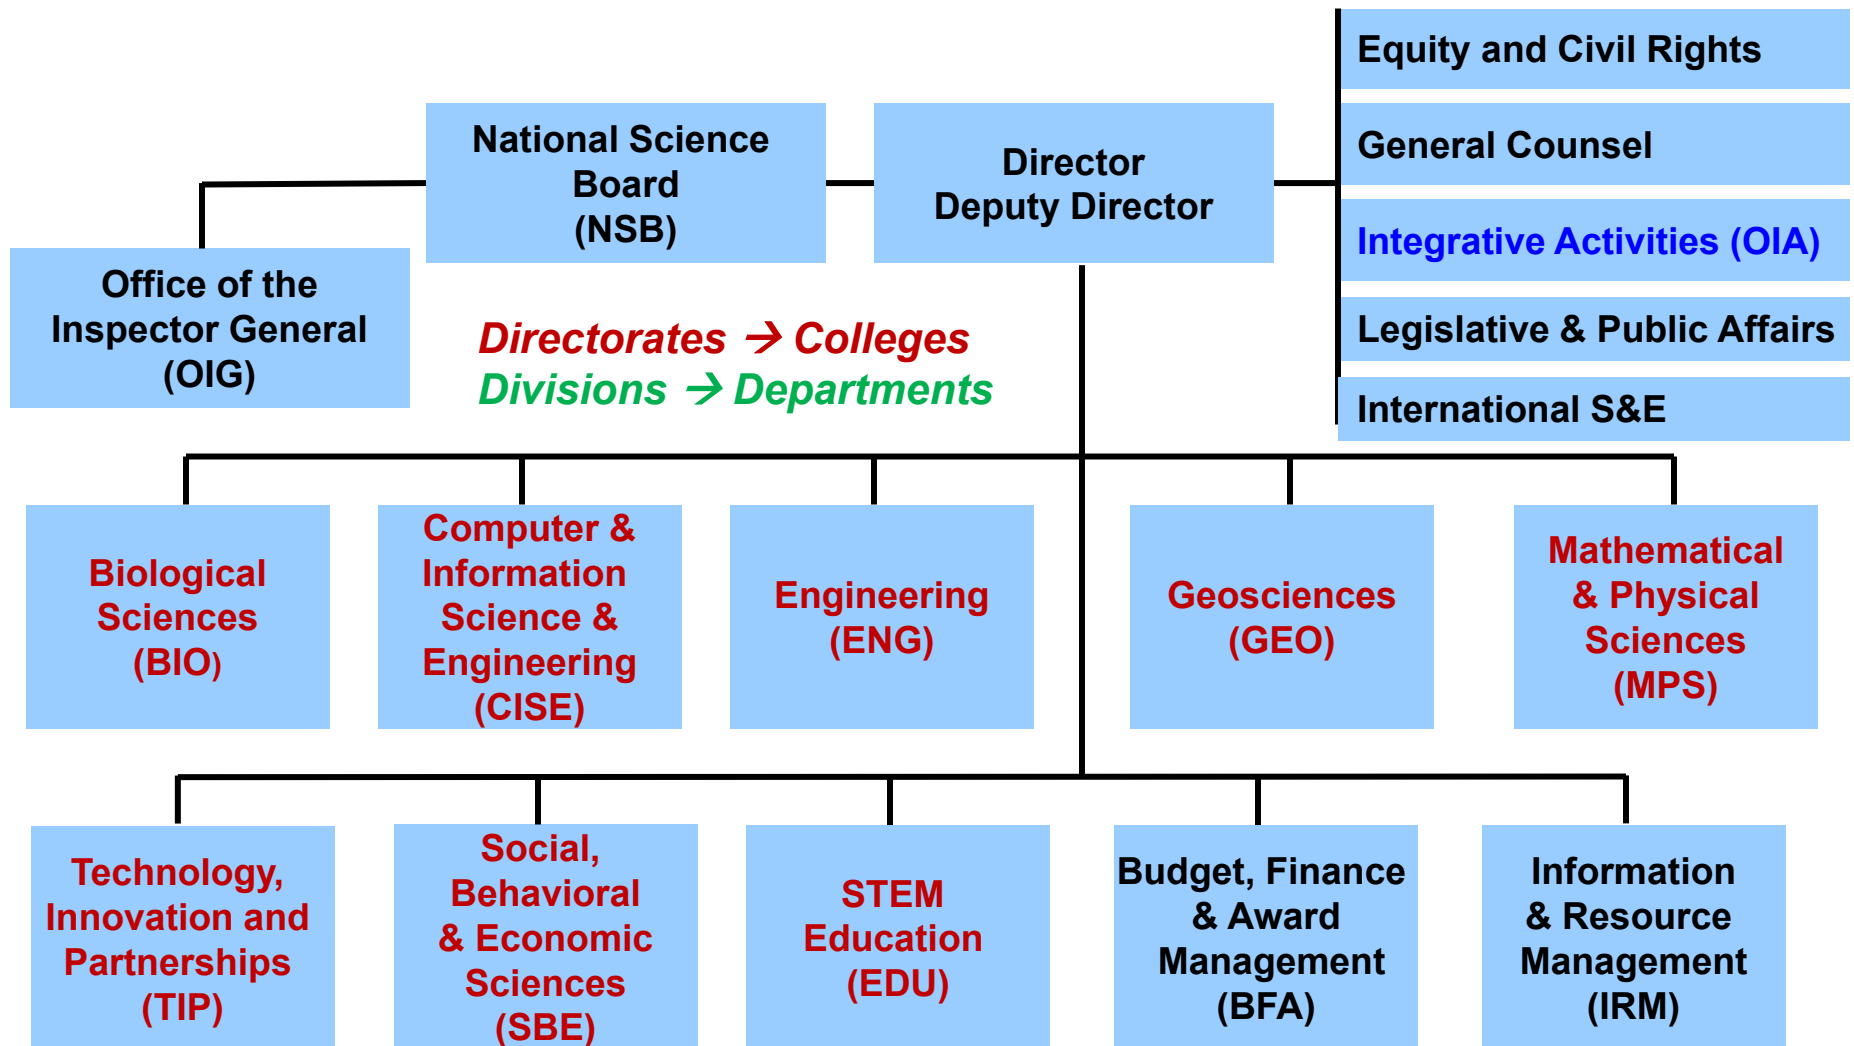 Equity and Civil Rights
National Science
Board
(NSB)
Director
Deputy Director
General Counsel
Integrative Activities (OIA)
Legislative & Public Affairs
International S&E
Office of the
Inspector General
(OIG)
Directorates → Colleges
Divisions → Departments
Biological
Sciences
(BIO)
Computer &
Information
Science &
Engineering
(CISE)
Engineering
(ENG)
Geosciences
(GEO)
Mathematical
& Physical
Sciences
(MPS)
Technology,
Innovation and
Partnerships
(TIP)
Social,
Behavioral
& Economic
Sciences
(SBE)
STEM
Education
(EDU)
Budget, Finance
& Award
Management
(BFA)
Information
& Resource
Management
(IRM)